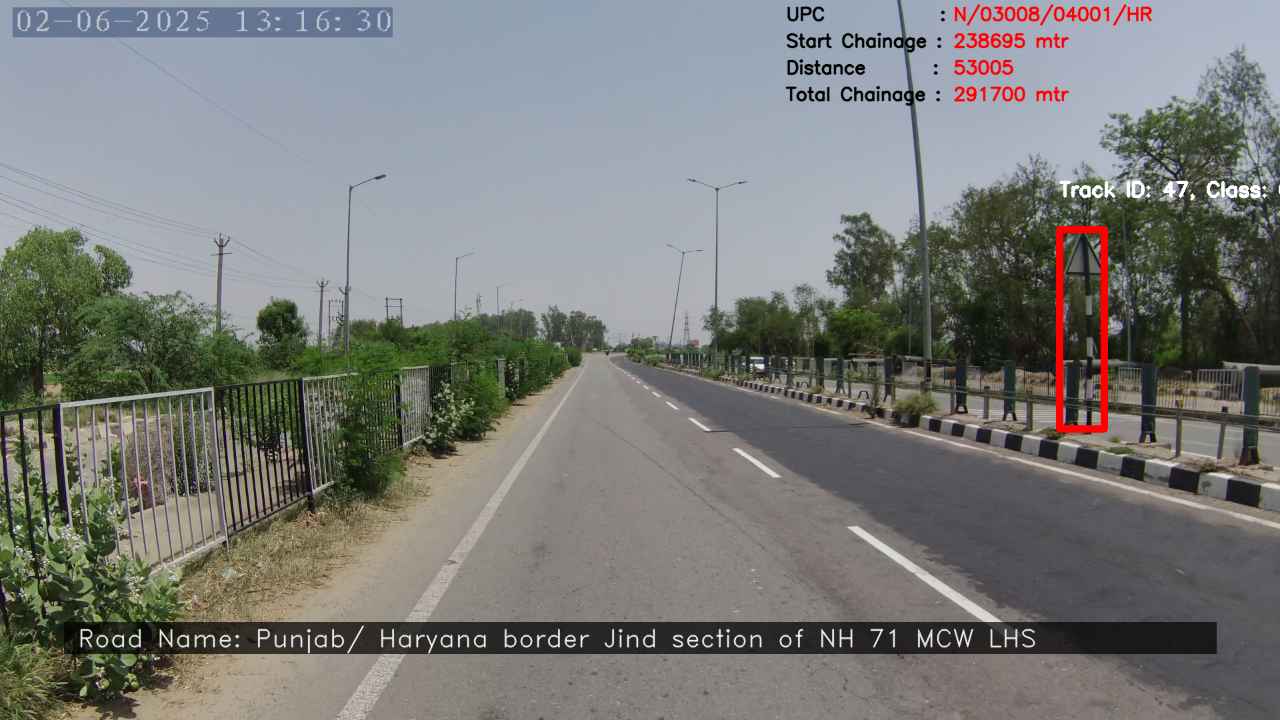 02-06-2025 13:16:30
UPC : N/03008/04001/HR
Start Chainage : 238695 mtr
Distance : 53005
Total Chainage : 291700 mtr
Track ID: 47, Class:
Road Name: Punjab/ Haryana border Jind section of NH 71 MCW LHS